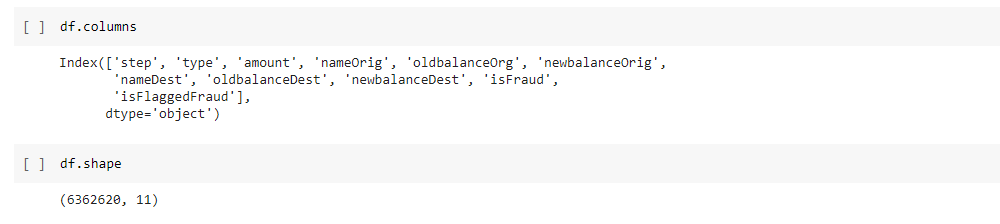 [ ] df.columns
Index(['step', 'type', 'amount', 'nameOrig', 'oldbalanceOrg', 'newbalanceOrig',
'nameDest', 'oldbalanceDest', 'newbalanceDest', 'isFraud',
'isFlaggedFraud'],
dtype='object')
[ ] df.shape
(6362620, 11)